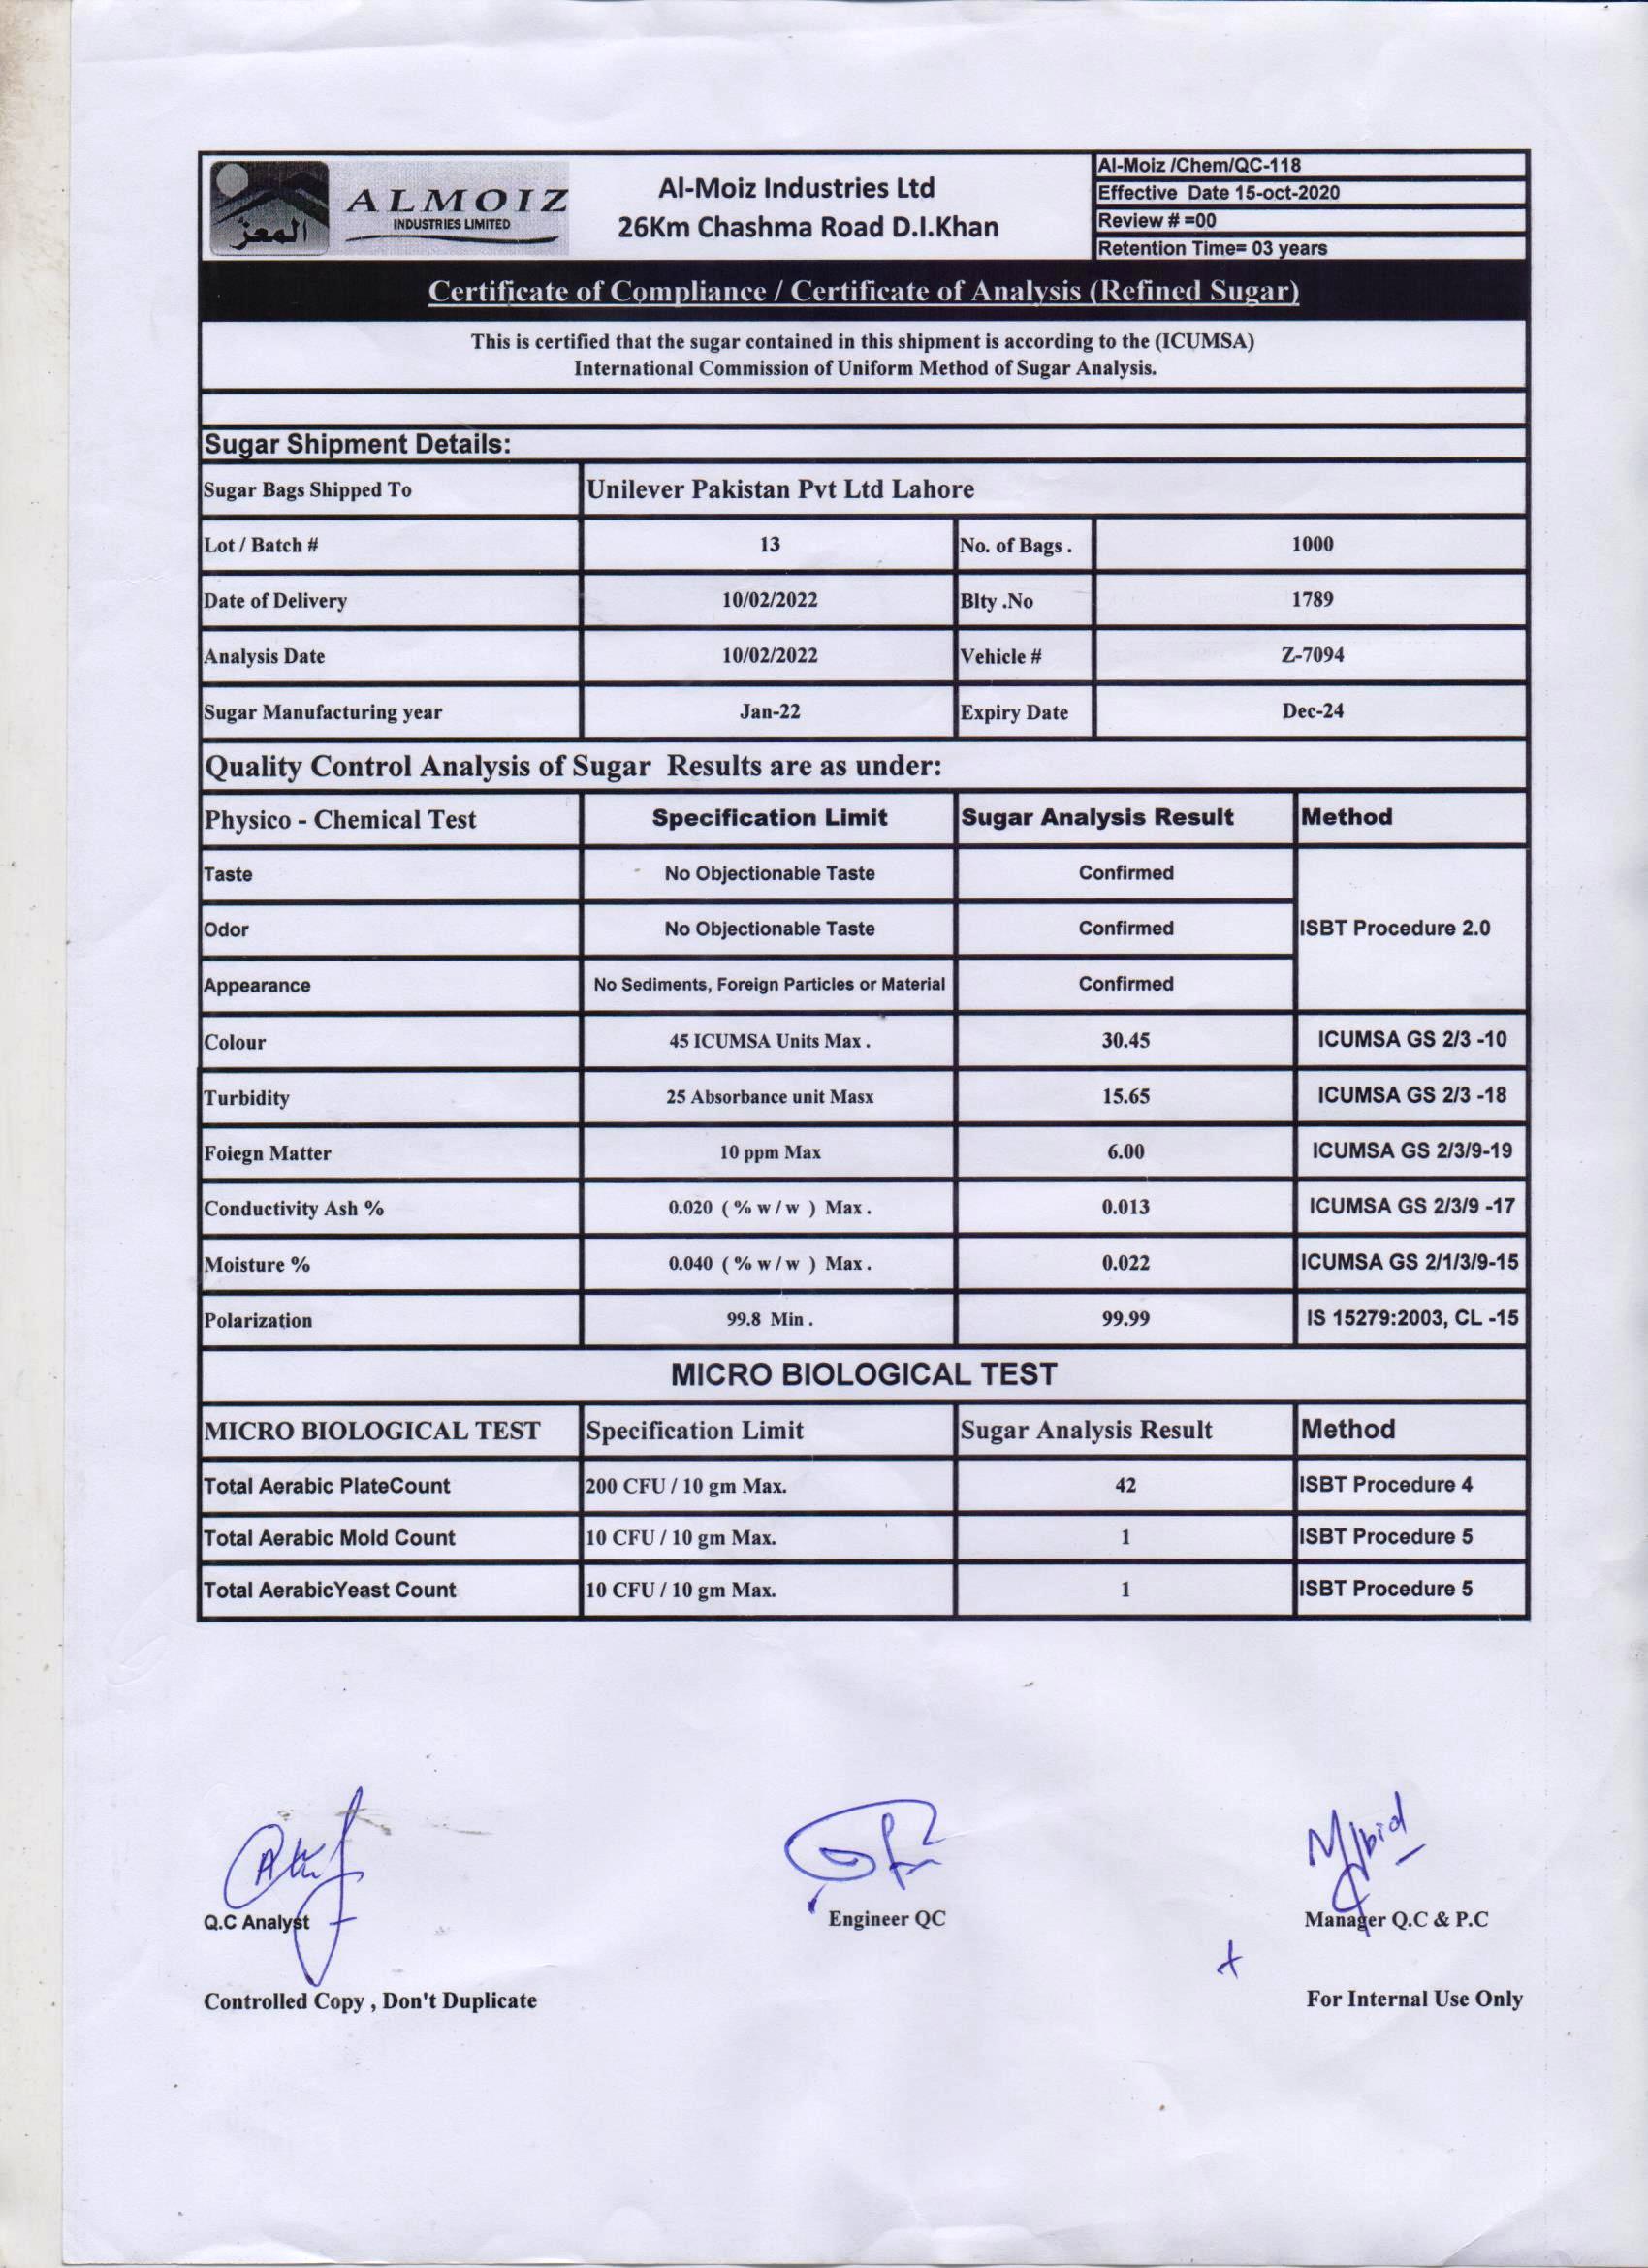 المعز
ALMOIZ
INDUSTRIES LIMITED
Al-Moiz Industries Ltd
26Km Chashma Road D.I.Khan
Al-Moiz /Chem/QC-118
Effective Date 15-oct-2020
Review # =00
Retention Time= 03 years
Certificate of Compliance / Certificate of Analysis (Refined Sugar)
This is certified that the sugar contained in this shipment is according to the (ICUMSA)
International Commission of Uniform Method of Sugar Analysis.
Sugar Shipment Details:
Sugar Bags Shipped To Unilever Pakistan Pvt Ltd Lahore
Lot / Batch # 13 No. of Bags . 1000
Date of Delivery 10/02/2022 Blty .No 1789
Analysis Date 10/02/2022 Vehicle # Z-7094
Sugar Manufacturing year Jan-22 Expiry Date Dec-24
Quality Control Analysis of Sugar Results are as under:
Physico - Chemical Test Specification Limit Sugar Analysis Result Method
Taste No Objectionable Taste Confirmed
Odor No Objectionable Taste Confirmed ISBT Procedure 2.0
Appearance No Sediments, Foreign Particles or Material Confirmed
Colour 45 ICUMSA Units Max . 30.45 ICUMSA GS 2/3 -10
Turbidity 25 Absorbance unit Masx 15.65 ICUMSA GS 2/3 -18
Foiegn Matter 10 ppm Max 6.00 ICUMSA GS 2/3/9-19
Conductivity Ash % 0.020 ( % w / w ) Max . 0.013 ICUMSA GS 2/3/9 -17
Moisture % 0.040 ( % w / w ) Max . 0.022 ICUMSA GS 2/1/3/9-15
Polarization 99.8 Min . 99.99 IS 15279:2003, CL -15
MICRO BIOLOGICAL TEST
MICRO BIOLOGICAL TEST Specification Limit Sugar Analysis Result Method
Total Aerabic PlateCount 200 CFU / 10 gm Max. 42 ISBT Procedure 4
Total Aerabic Mold Count 10 CFU / 10 gm Max. 1 ISBT Procedure 5
Total AerabicYeast Count 10 CFU / 10 gm Max. 1 ISBT Procedure 5
Q.C Analyst Engineer QC Manager Q.C & P.C
Controlled Copy , Don't Duplicate For Internal Use Only